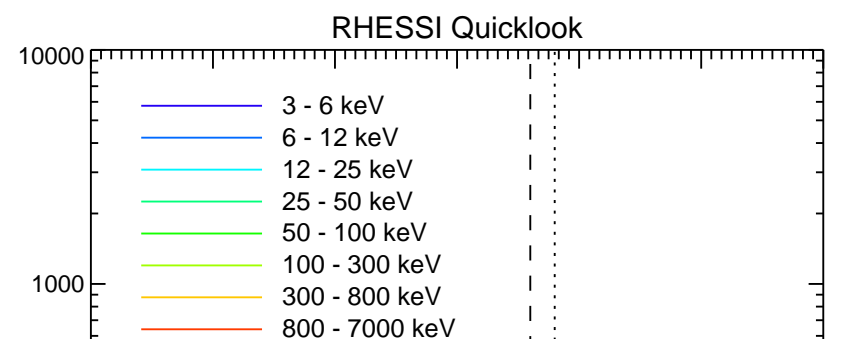 RHESSI Quicklook
10000
3 - 6 keV
6 - 12 keV
12 - 25 keV
25 - 50 keV
50 - 100 keV
100 - 300 keV
1000
300 - 800 keV
800 - 7000 keV